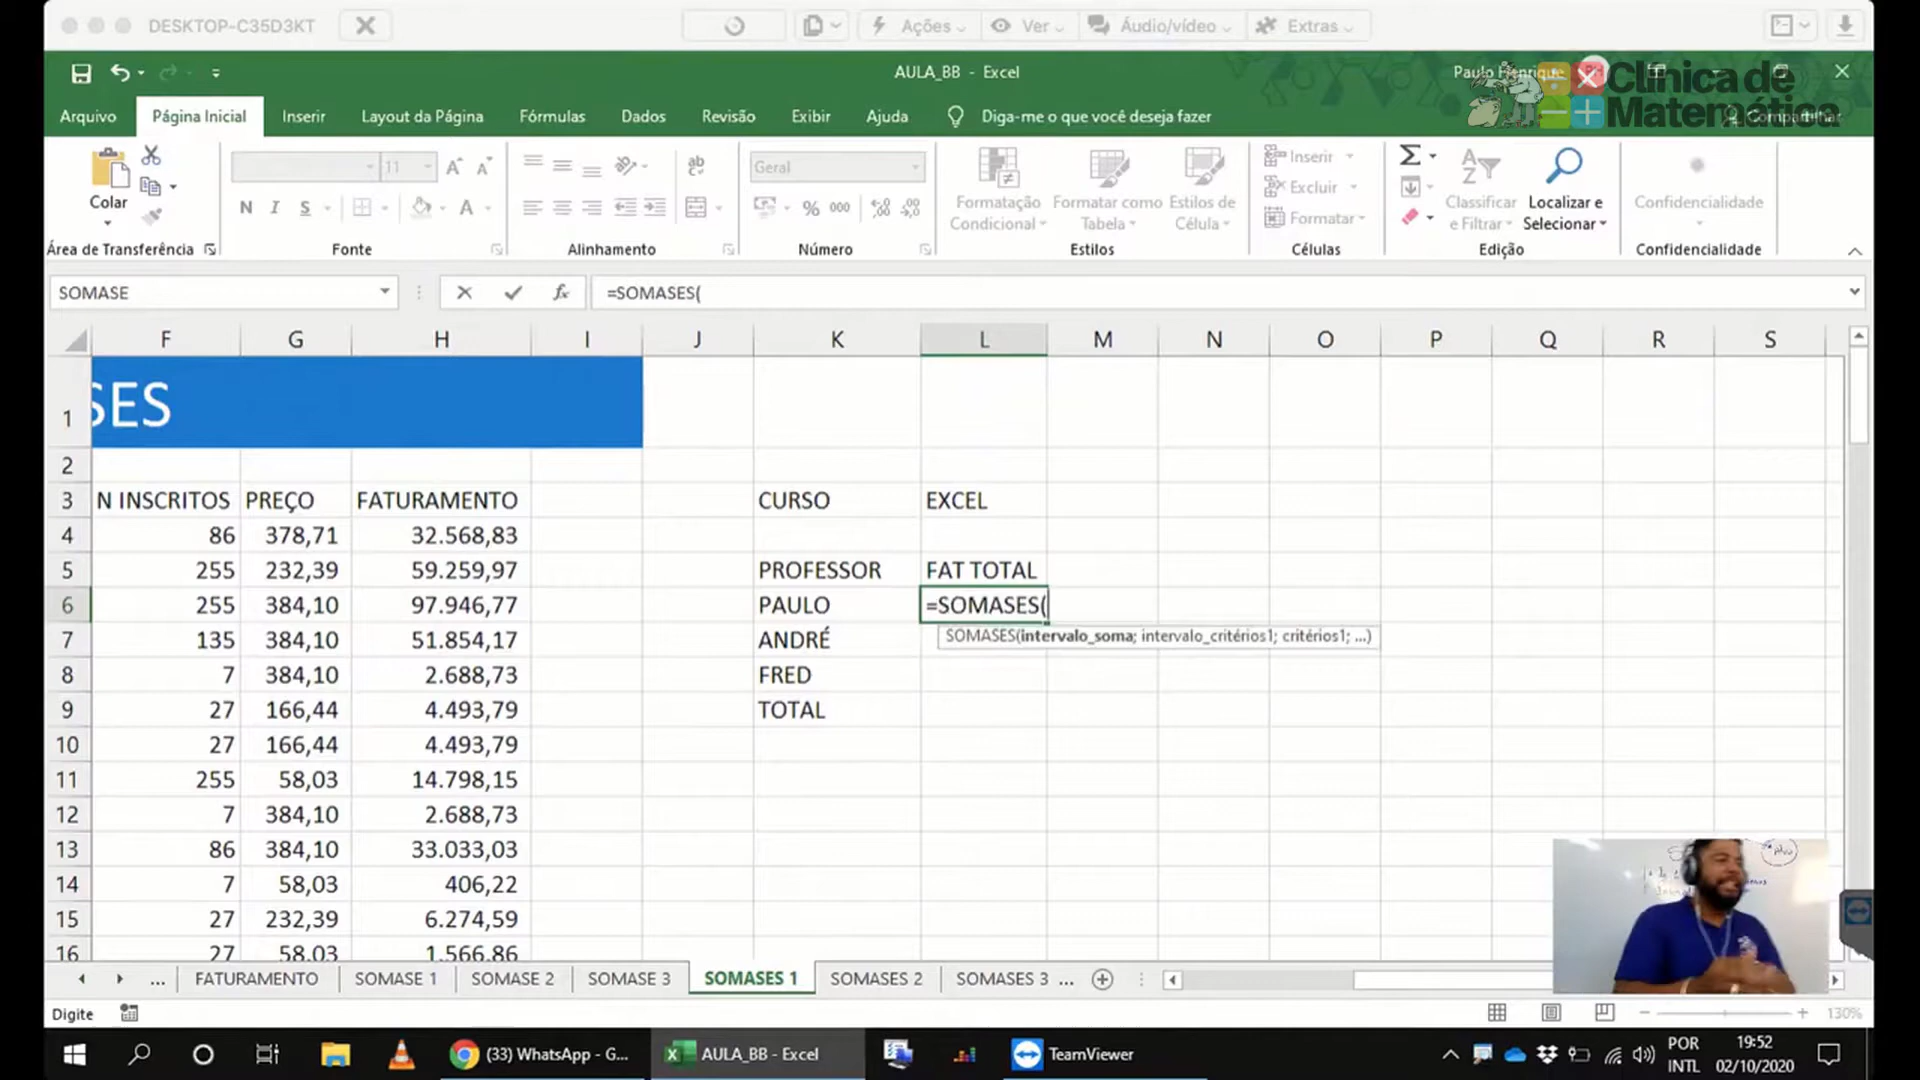 DESKTOP-C35D3KT
Ações
Ver
Áudio/vídeo
Extras
AULA_BB - Excel
Paulo Henrique
Clínica de
Matemática
Arquivo
Página Inicial
Inserir
Layout da Página
Fórmulas
Dados
Revisão
Exibir
Ajuda
Diga-me o que você deseja fazer
Compartilhar
Colar
11
N I S
Geral
% 000
Formatação
Condicional
Formatar como
Tabela
Estilos de
Célula
Inserir
Excluir
Formatar
Classificar
e Filtrar
Localizar e
Selecionar
Confidencialidade
Área de Transferência
Fonte
Alinhamento
Número
Estilos
Células
Edição
Confidencialidade
SOMASE
fx
=SOMASES(
F G H I J K L M N O P Q R S
1 SES
2
3 N INSCRITOS PREÇO FATURAMENTO CURSO EXCEL
4 86 378,71 32.568,83
5 255 232,39 59.259,97 PROFESSOR FAT TOTAL
6 255 384,10 97.946,77 PAULO =SOMASES(
SOMASES(intervalo_soma; intervalo_critérios1; critérios1; ...)
7 135 384,10 51.854,17 ANDRÉ
8 7 384,10 2.688,73 FRED
9 27 166,44 4.493,79 TOTAL
10 27 166,44 4.493,79
11 255 58,03 14.798,15
12 7 384,10 2.688,73
13 86 384,10 33.033,03
14 7 58,03 406,22
15 27 232,39 6.274,59
16 27 58,03 1.566,86
... FATURAMENTO SOMASE 1 SOMASE 2 SOMASE 3 SOMASES 1 SOMASES 2 SOMASES 3 ...
Digite
130%
(33) WhatsApp - G...
AULA_BB - Excel
TeamViewer
POR
INTL
19:52
02/10/2020